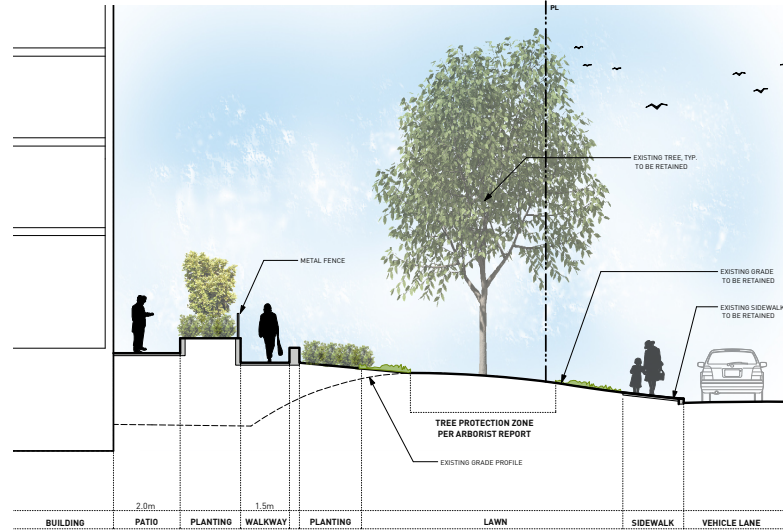 PL
EXISTING TREE, TYP.
TO BE RETAINED
METAL FENCE
EXISTING GRADE
TO BE RETAINED
EXISTING SIDEWALK
TO BE RETAINED
TREE PROTECTION ZONE
PER ARBORIST REPORT
EXISTING GRADE PROFILE
2.0m
1.5m
BUILDING
PATIO
PLANTING
WALKWAY
PLANTING
LAWN
SIDEWALK
VEHICLE LANE